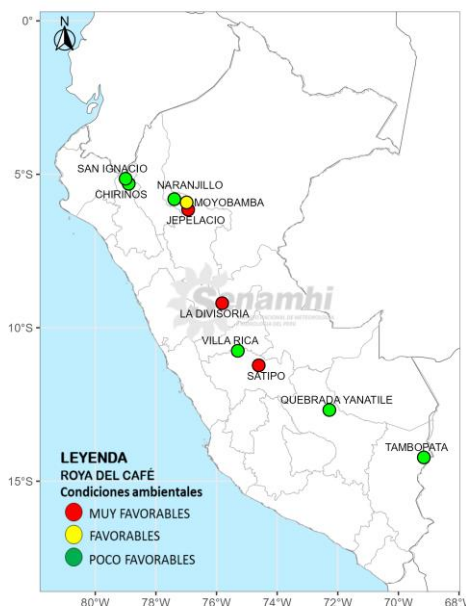 N
0°
5°S
10°S
15°S
80°W
78°W
76°W
74°W
72°W
70°W
68°W
SAN IGNACIO
CHIRINOS
NARANJILLO
MOYOBAMBA
JEPELACIO
Senamhi
LA DIVISORIA
VILLA RICA
SATIPO
QUEBRADA YANATILE
TAMBOPATA
LEYENDA
ROYA DEL CAFÉ
Condiciones ambientales
MUY FAVORABLES
FAVORABLES
POCO FAVORABLES